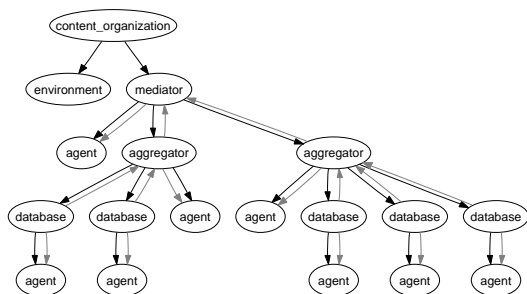 content_organization
environment
mediator
agent
aggregator
aggregator
database
database
agent
agent
database
database
database
agent
agent
agent
agent
agent